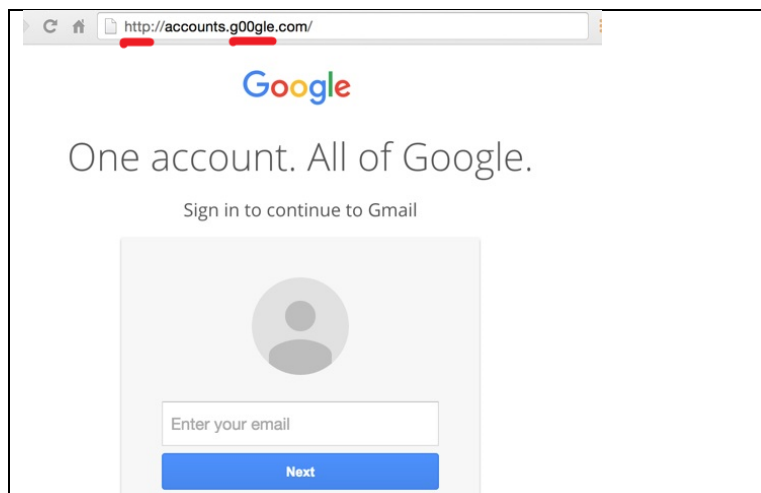 http://accounts.g00gle.com/
Google
One account. All of Google.
Sign in to continue to Gmail
Enter your email
Next